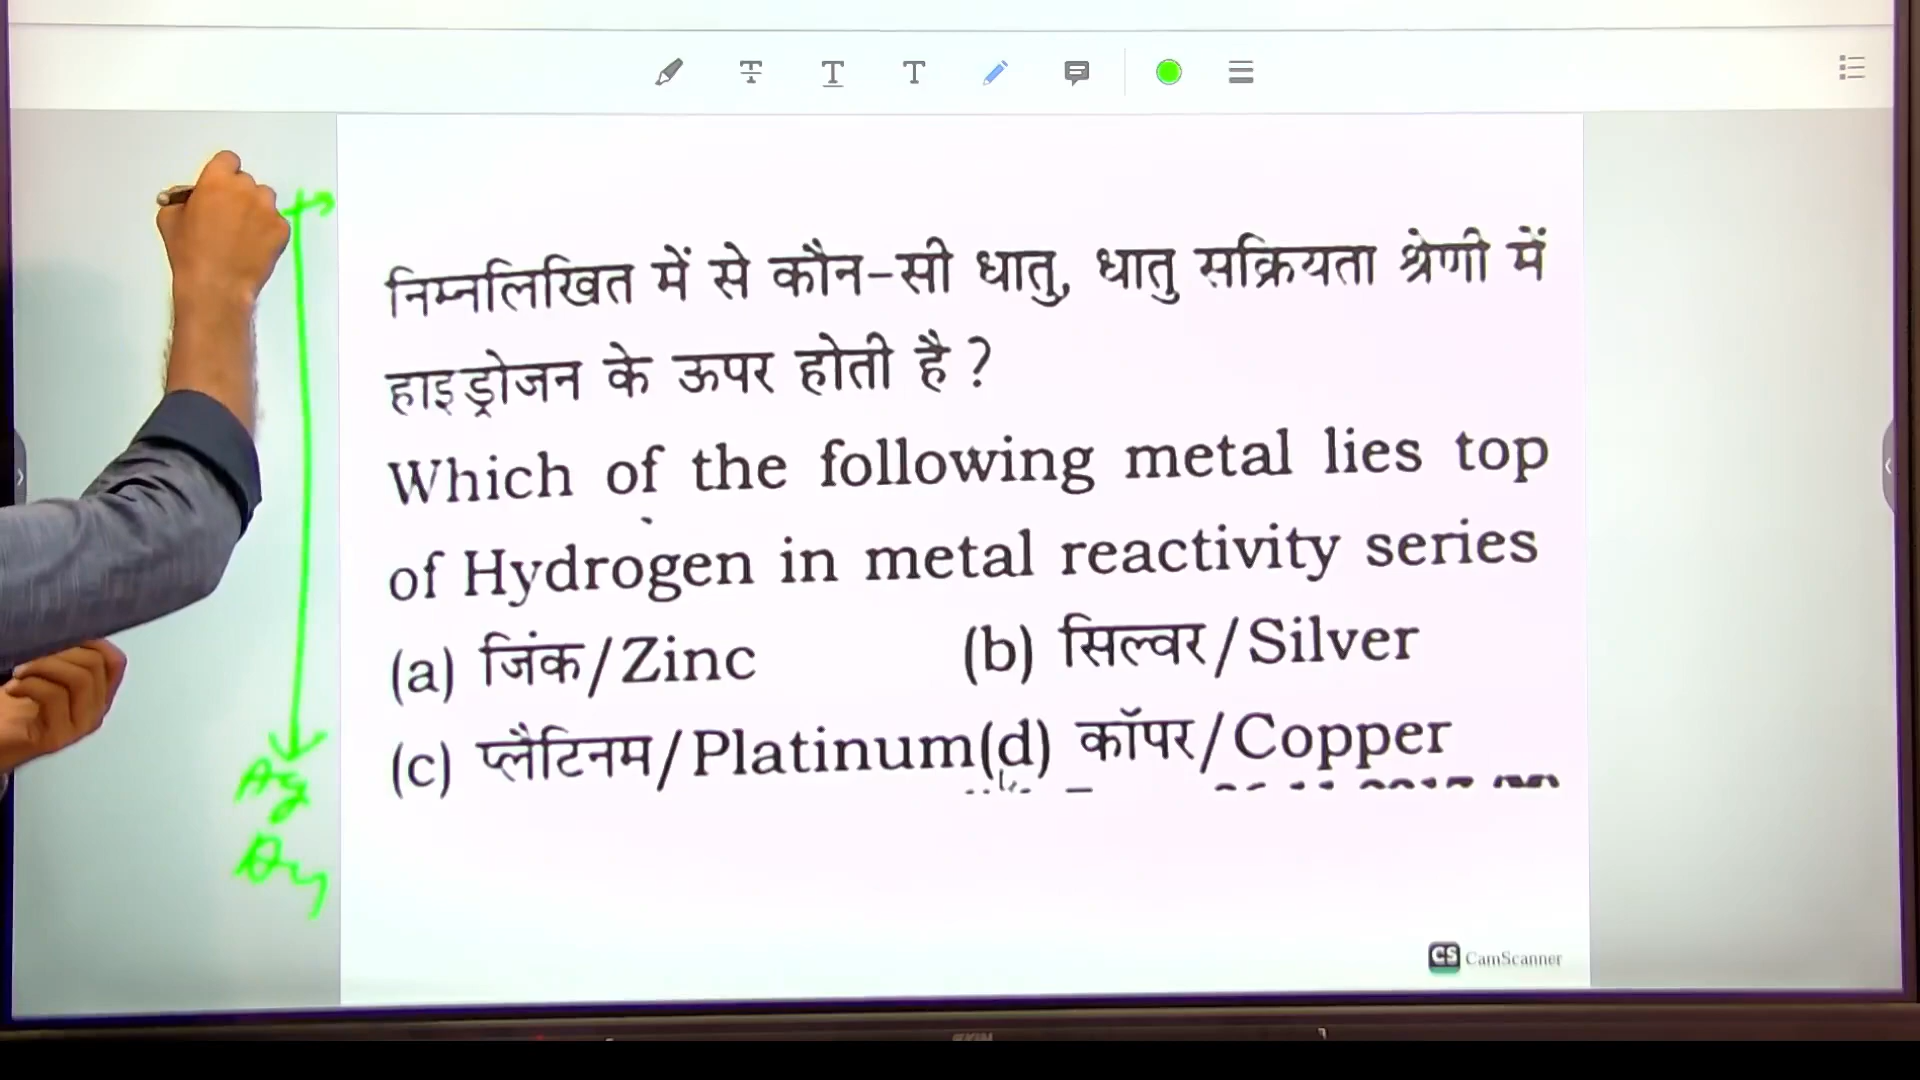 निम्नलिखित में से कौन-सी धातु, धातु सक्रियता श्रेणी में
हाइड्रोजन के ऊपर होती है ?
Which of the following metal lies top
of Hydrogen in metal reactivity series
(a) जिंक/Zinc (b) सिल्वर/Silver
(c) प्लैटिनम/Platinum(d) कॉपर/Copper
Ag
CS CamScanner